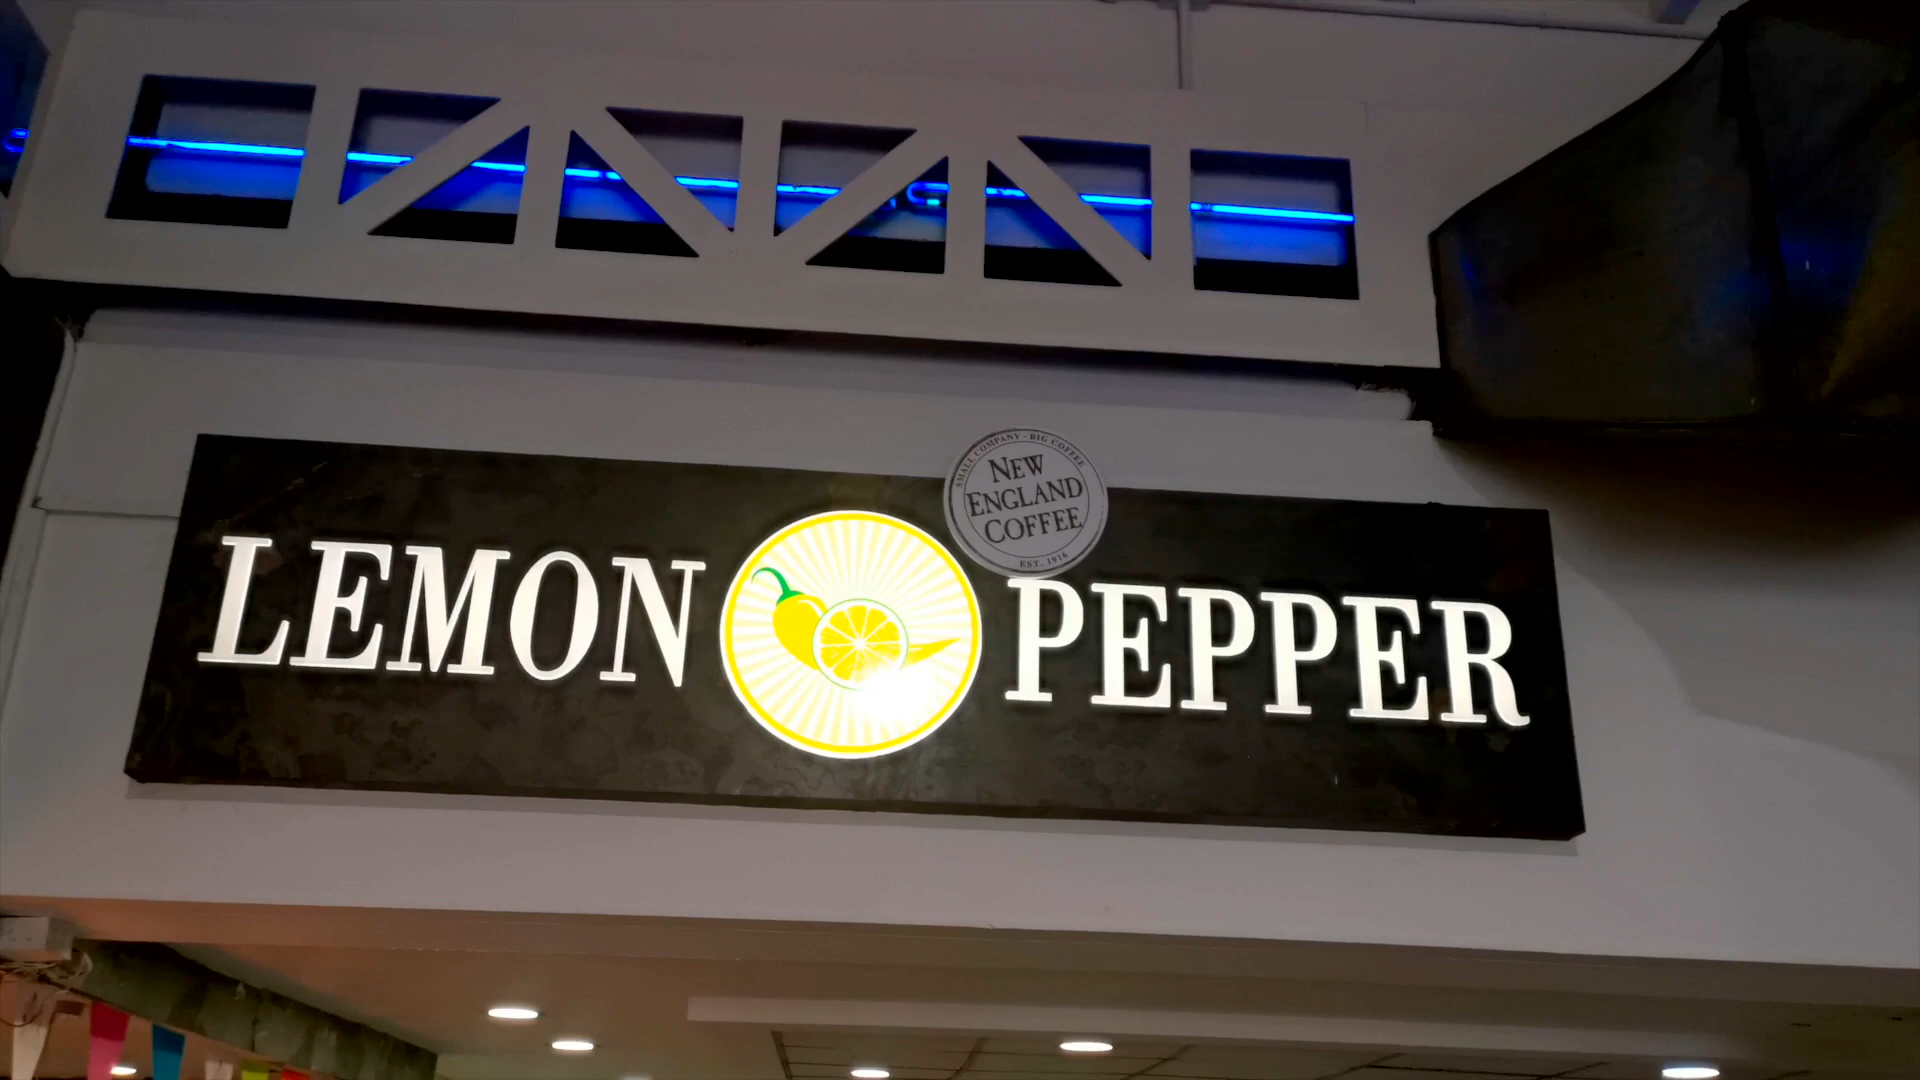 SMALL COMPANY - BIG COFFEE
NEW
ENGLAND
COFFEE
EST. 1916
LEMON PEPPER